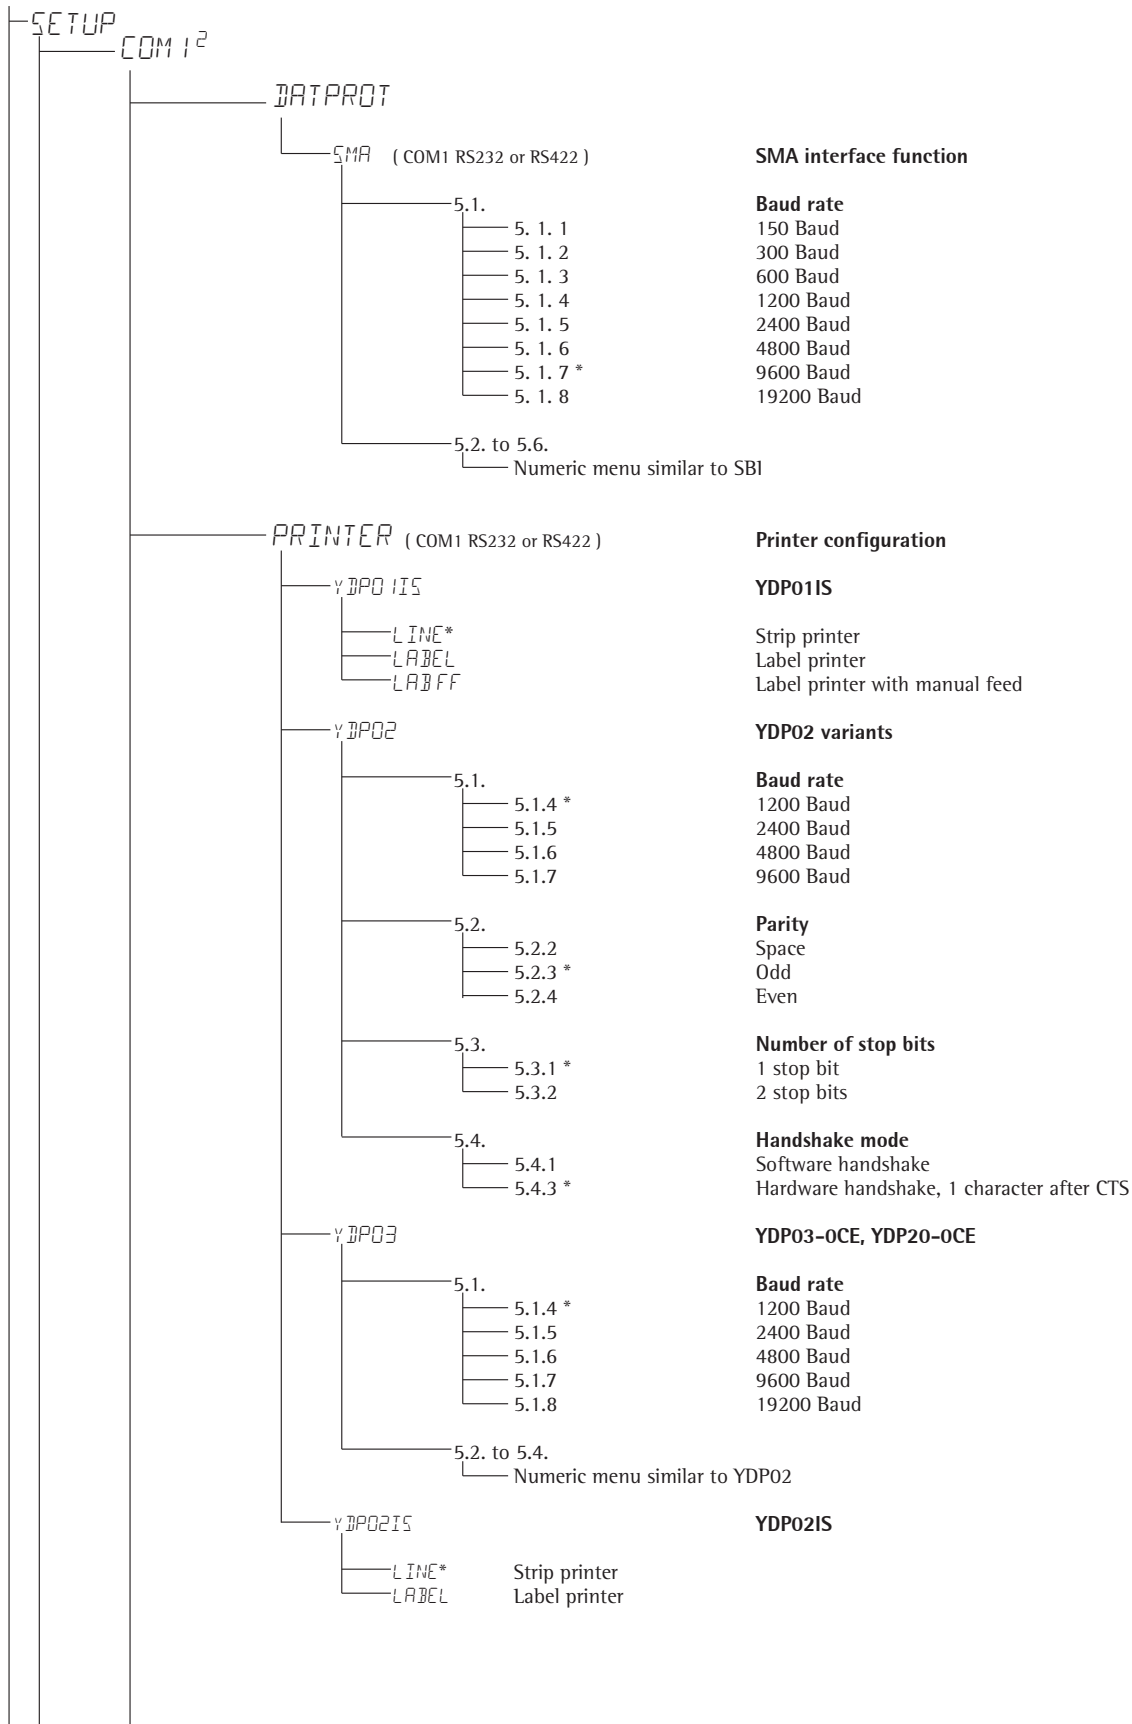 SETUP
COM1²
DATPROT
SMA ( COM1 RS232 or RS422 ) SMA interface function
5.1. Baud rate
5. 1. 1 150 Baud
5. 1. 2 300 Baud
5. 1. 3 600 Baud
5. 1. 4 1200 Baud
5. 1. 5 2400 Baud
5. 1. 6 4800 Baud
5. 1. 7 * 9600 Baud
5. 1. 8 19200 Baud
5.2. to 5.6.
Numeric menu similar to SBI
PRINTER ( COM1 RS232 or RS422 ) Printer configuration
YDP01IS YDP01IS
LINE* Strip printer
LABEL Label printer
LABFF Label printer with manual feed
YDP02 YDP02 variants
5.1. Baud rate
5.1.4 * 1200 Baud
5.1.5 2400 Baud
5.1.6 4800 Baud
5.1.7 9600 Baud
5.2. Parity
5.2.2 Space
5.2.3 * Odd
5.2.4 Even
5.3. Number of stop bits
5.3.1 * 1 stop bit
5.3.2 2 stop bits
5.4. Handshake mode
5.4.1 Software handshake
5.4.3 * Hardware handshake, 1 character after CTS
YDP03 YDP03-0CE, YDP20-0CE
5.1. Baud rate
5.1.4 * 1200 Baud
5.1.5 2400 Baud
5.1.6 4800 Baud
5.1.7 9600 Baud
5.1.8 19200 Baud
5.2. to 5.4.
Numeric menu similar to YDP02
YDP02IS YDP02IS
LINE* Strip printer
LABEL Label printer